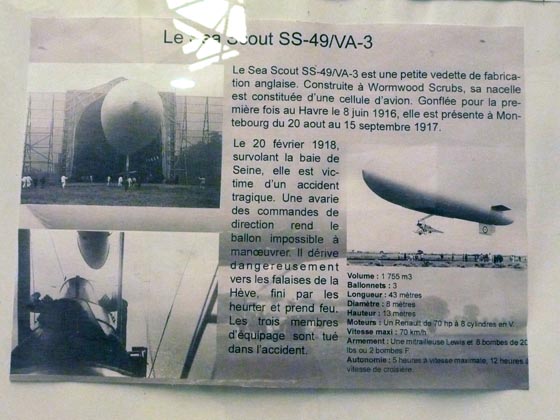 Le Sea Scout SS-49/VA-3
Le Sea Scout SS-49/VA-3 est une petite vedette de fabrica-
tion anglaise. Construite à Wormwood Scrubs, sa nacelle
est constituée d'une cellule d'avion. Gonflée pour la pre-
mière fois au Havre le 8 juin 1916, elle est présente à Mon-
tebourg du 20 aout au 15 septembre 1917.
Le 20 février 1918,
survolant la baie de
Seine, elle est vic-
time d'un accident
tragique. Une avarie
des commandes de
direction rend le
ballon impossible à
manœuvrer. Il dérive
dangereusement
vers les falaises de la
Hève, fini par les
heurter et prend feu.
Les trois membres
d'équipage sont tué
dans l'accident.
Volume : 1 755 m3
Ballonnets : 3
Longueur : 43 mètres
Diamètre : 8 mètres
Hauteur : 13 mètres
Moteurs : Un Renault de 70 hp à 8 cylindres en V
Vitesse maxi : 70 km/h
Armement : Une mitrailleuse Lewis et 8 bombes de 20
lbs ou 2 bombes F
Autonomie : 5 heures à vitesse maximale, 12 heures à
vitesse de croisière.